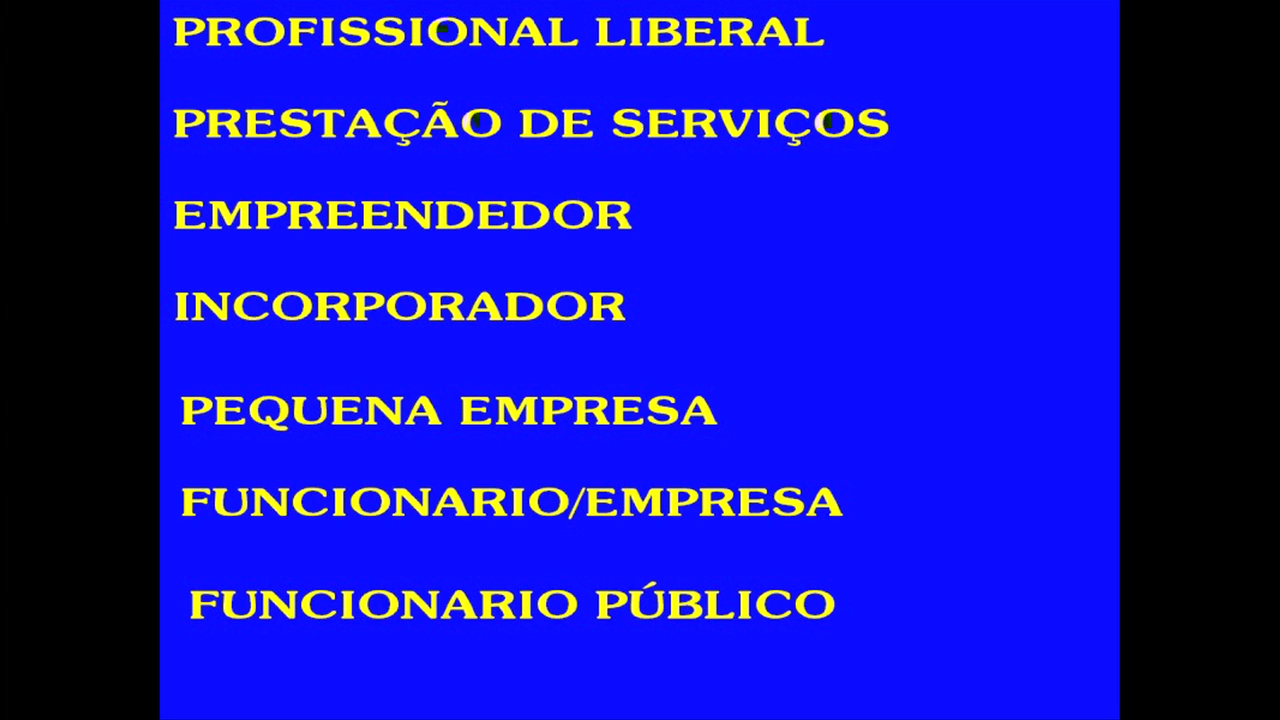 PROFISSIONAL LIBERAL
PRESTAÇÃO DE SERVIÇOS
EMPREENDEDOR
INCORPORADOR
PEQUENA EMPRESA
FUNCIONARIO/EMPRESA
FUNCIONARIO PÚBLICO